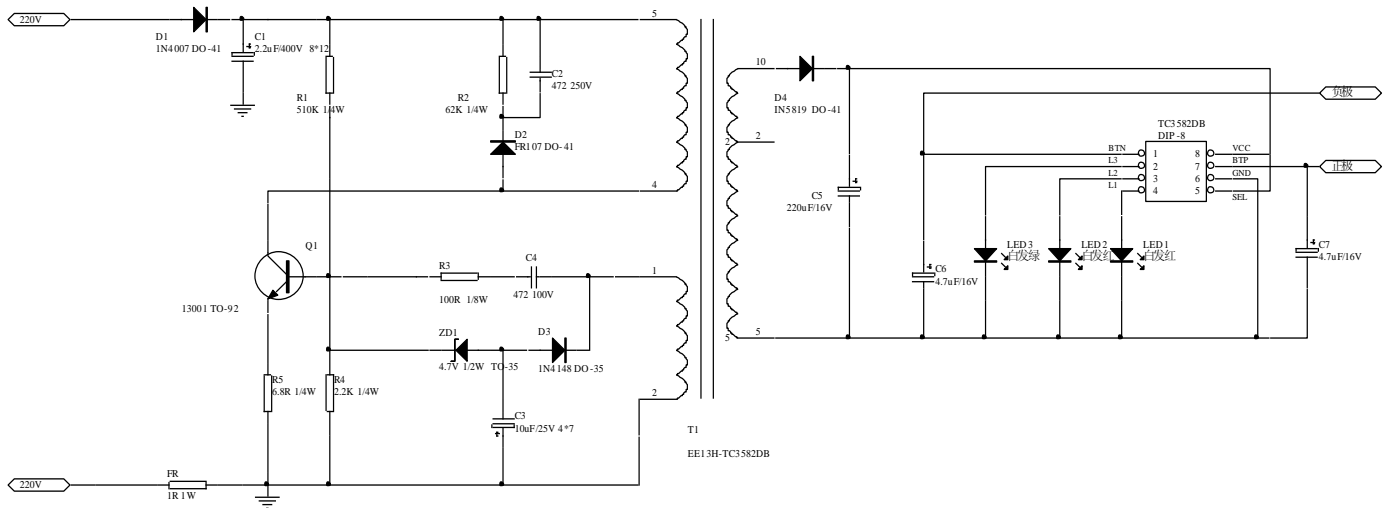 220V
D1
1N4007 DO-41
C1
2.2uF/400V 8*12
R1
510K 1/4W
R2
62K 1/4W
C2
472 250V
D2
FR107 DO-41
5
4
10
D4
IN5819 DO-41
2
2
C5
220uF/16V
5
5
负极
TC3582DB
DIP-8
BTN
1
8
VCC
L3
2
7
BTP
L2
3
6
GND
L1
4
5
SEL
正极
LED3
白发绿
LED2
白发红
LED1
白发红
C6
4.7uF/16V
C7
4.7uF/16V
Q1
13001 TO-92
R3
100R 1/8W
C4
472 100V
1
ZD1
4.7V 1/2W TO-35
D3
1N4148 DO-35
R5
6.8R 1/4W
R4
2.2K 1/4W
C3
10uF/25V 4*7
2
T1
EE13H-TC3582DB
FR
1R 1W
220V